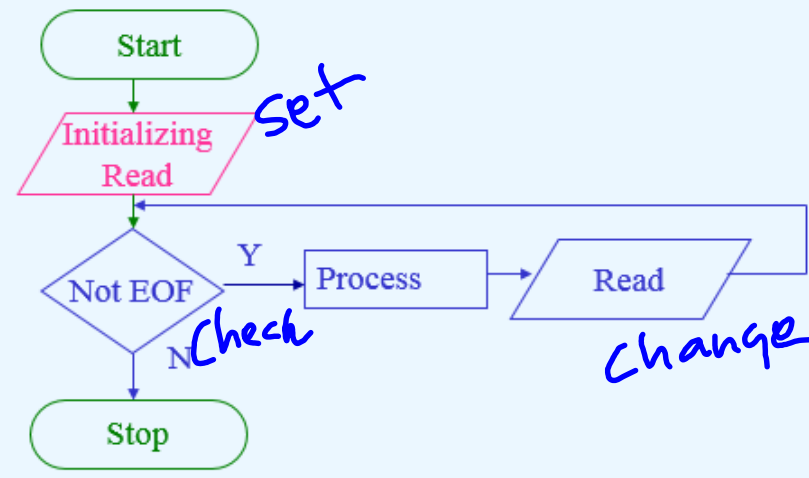 Start
Initializing
Read
set
Not EOF
Y
Process
Read
Check
N
change
Stop